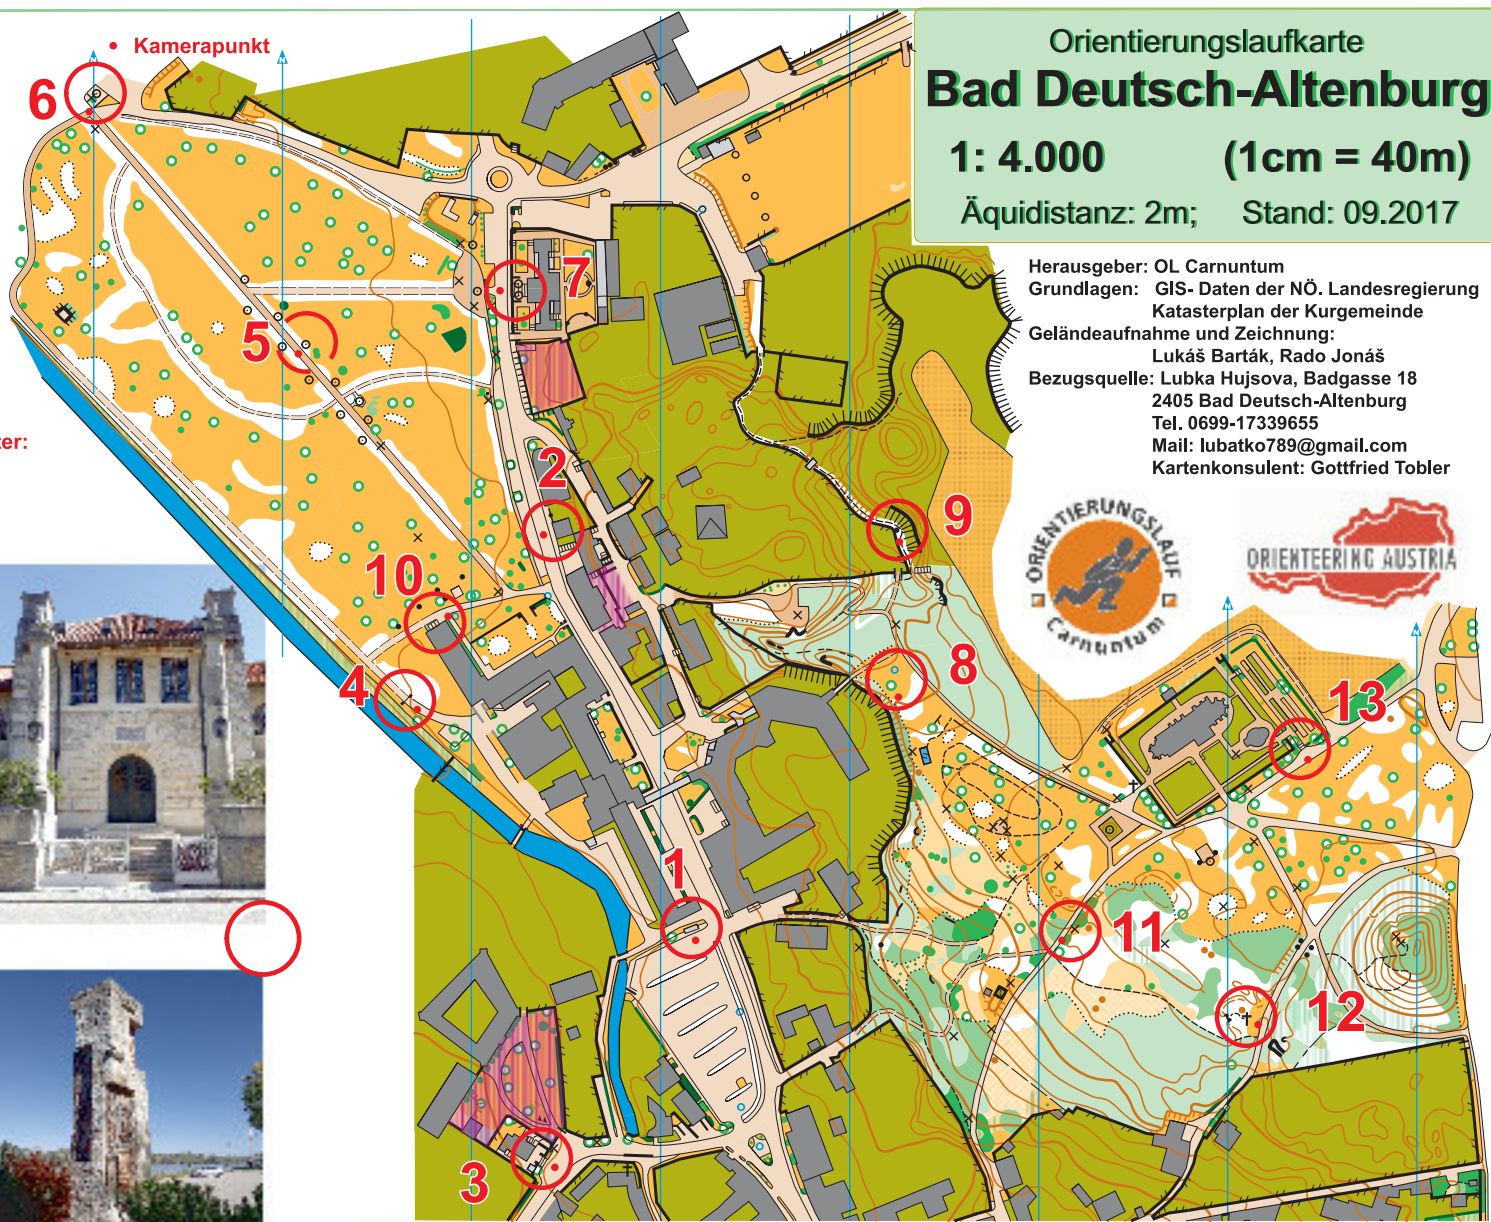 Kamerapunkt
Orientierungslaufkarte
Bad Deutsch-Altenburg
1: 4.000 (1cm = 40m)
Äquidistanz: 2m; Stand: 09.2017
Herausgeber: OL Carnuntum
Grundlagen: GIS- Daten der NÖ. Landesregierung
Katasterplan der Kurgemeinde
Geländeaufnahme und Zeichnung:
Lukáš Barták, Rado Jonáš
Bezugsquelle: Lubka Hujsova, Badgasse 18
2405 Bad Deutsch-Altenburg
Tel. 0699-17339655
Mail: lubatko789@gmail.com
Kartenkonsulent: Gottfried Tobler
ORIENTIERUNGSLAUF
Carnuntum
ORIENTEERING AUSTRIA
ter:
6
7
5
2
9
10
8
4
13
1
11
12
3